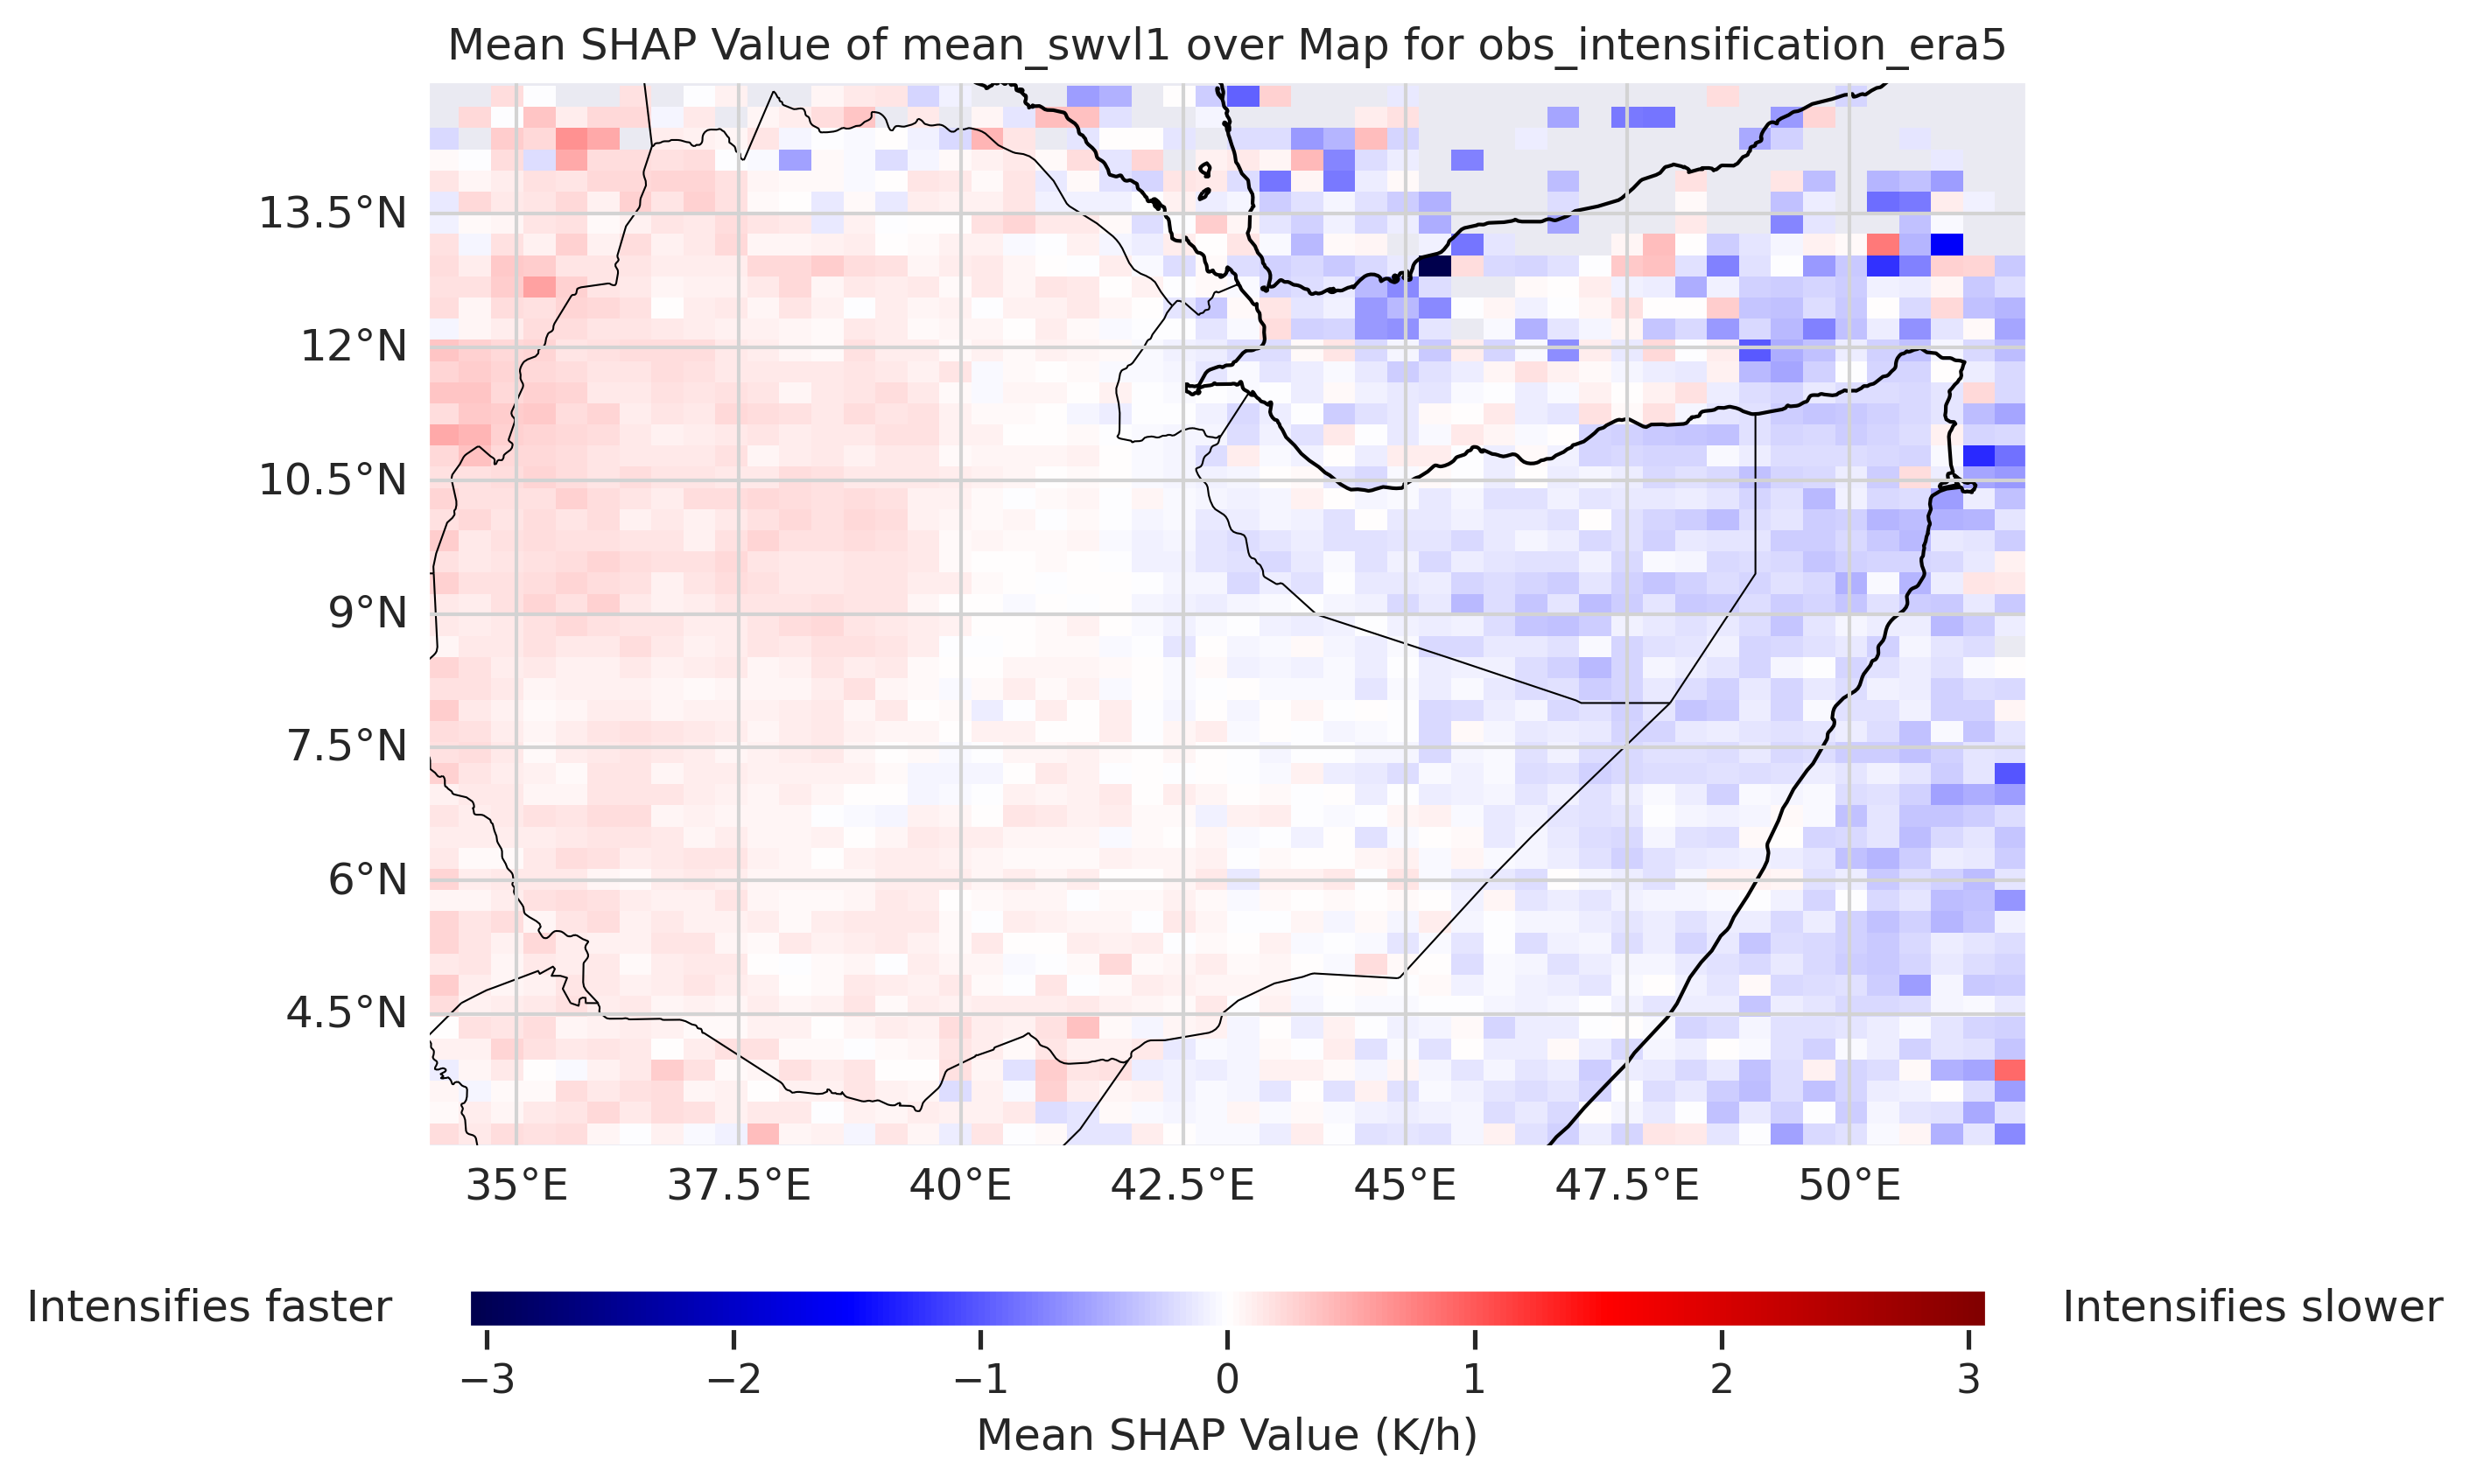 Mean SHAP Value of mean_swvl1 over Map for obs_intensification_era5
13.5°N
12°N
10.5°N
9°N
7.5°N
6°N
4.5°N
35°E 37.5°E 40°E 42.5°E 45°E 47.5°E 50°E
Intensifies faster Intensifies slower
−3 −2 −1 0 1 2 3
Mean SHAP Value (K/h)